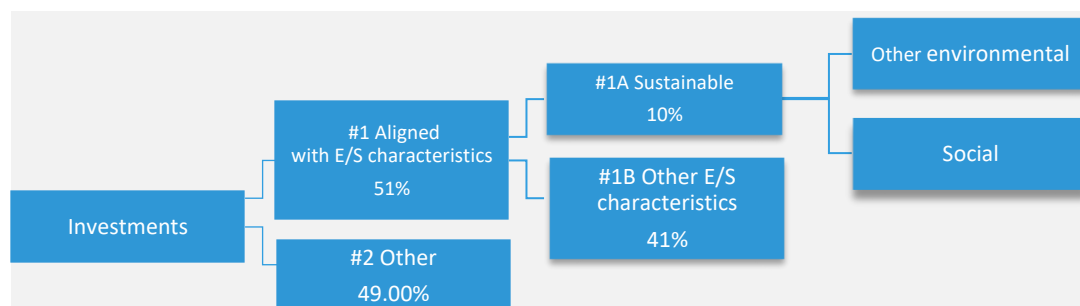 Investments
#1 Aligned
with E/S characteristics
51%
#2 Other
49.00%
#1A Sustainable
10%
#1B Other E/S
characteristics
41%
Other environmental
Social